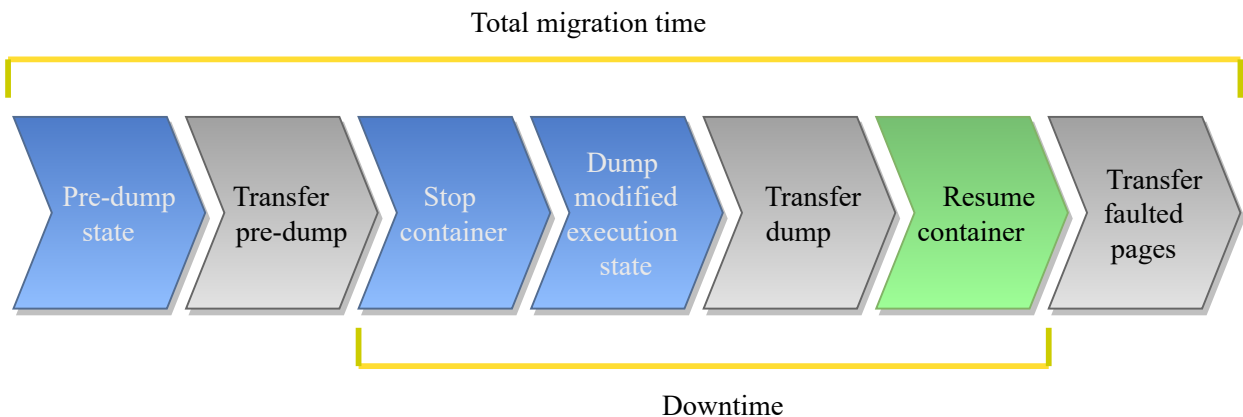 Total migration time
Pre-dump
state
Transfer
pre-dump
Stop
container
Dump
modified
execution
state
Transfer
dump
Resume
container
Transfer
faulted
pages
Downtime